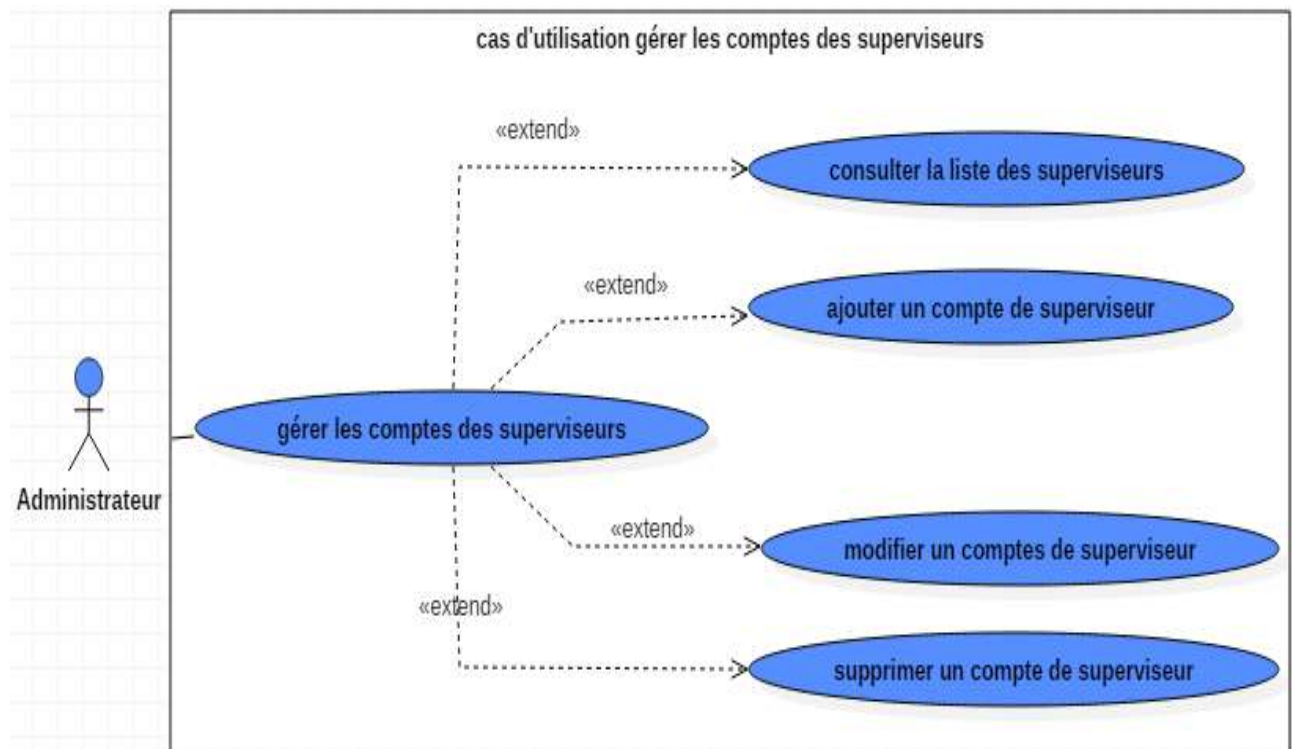 cas d'utilisation gérer les comptes des superviseurs
«extend»
consulter la liste des superviseurs
«extend»
ajouter un compte de superviseur
gérer les comptes des superviseurs
Administrateur
«extend»
modifier un comptes de superviseur
«extend»
supprimer un compte de superviseur